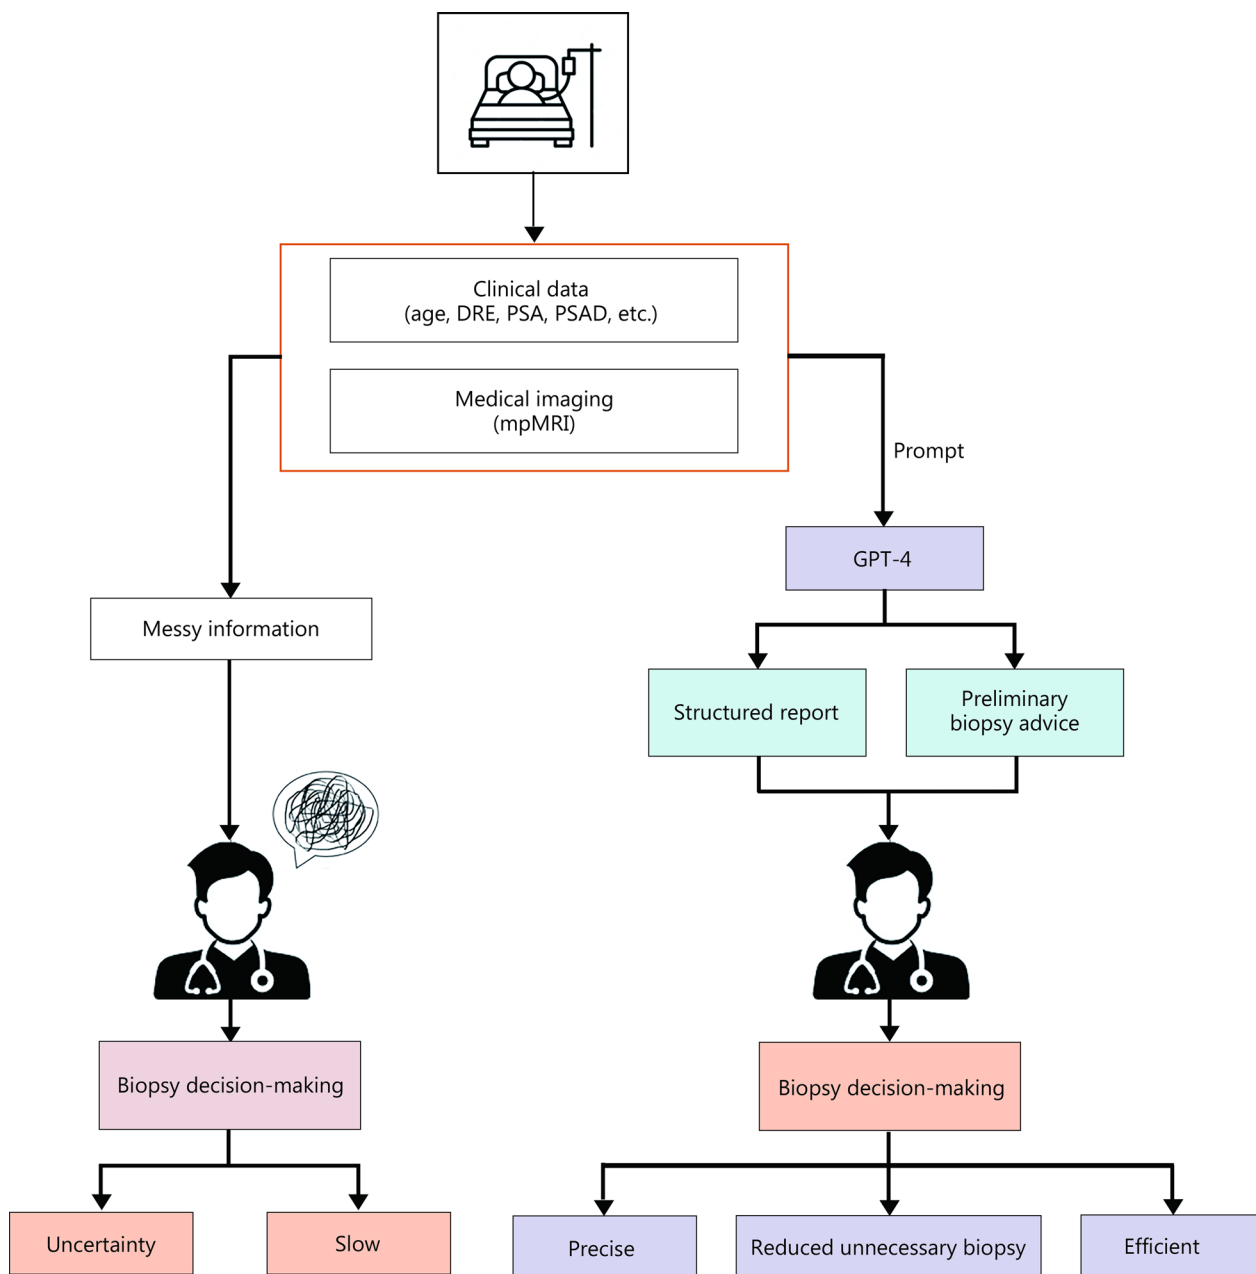 Clinical data
(age, DRE, PSA, PSAD, etc.)
Medical imaging
(mpMRI)
Prompt
GPT-4
Messy information
Structured report
Preliminary
biopsy advice
Biopsy decision-making
Biopsy decision-making
Uncertainty
Slow
Precise
Reduced unnecessary biopsy
Efficient